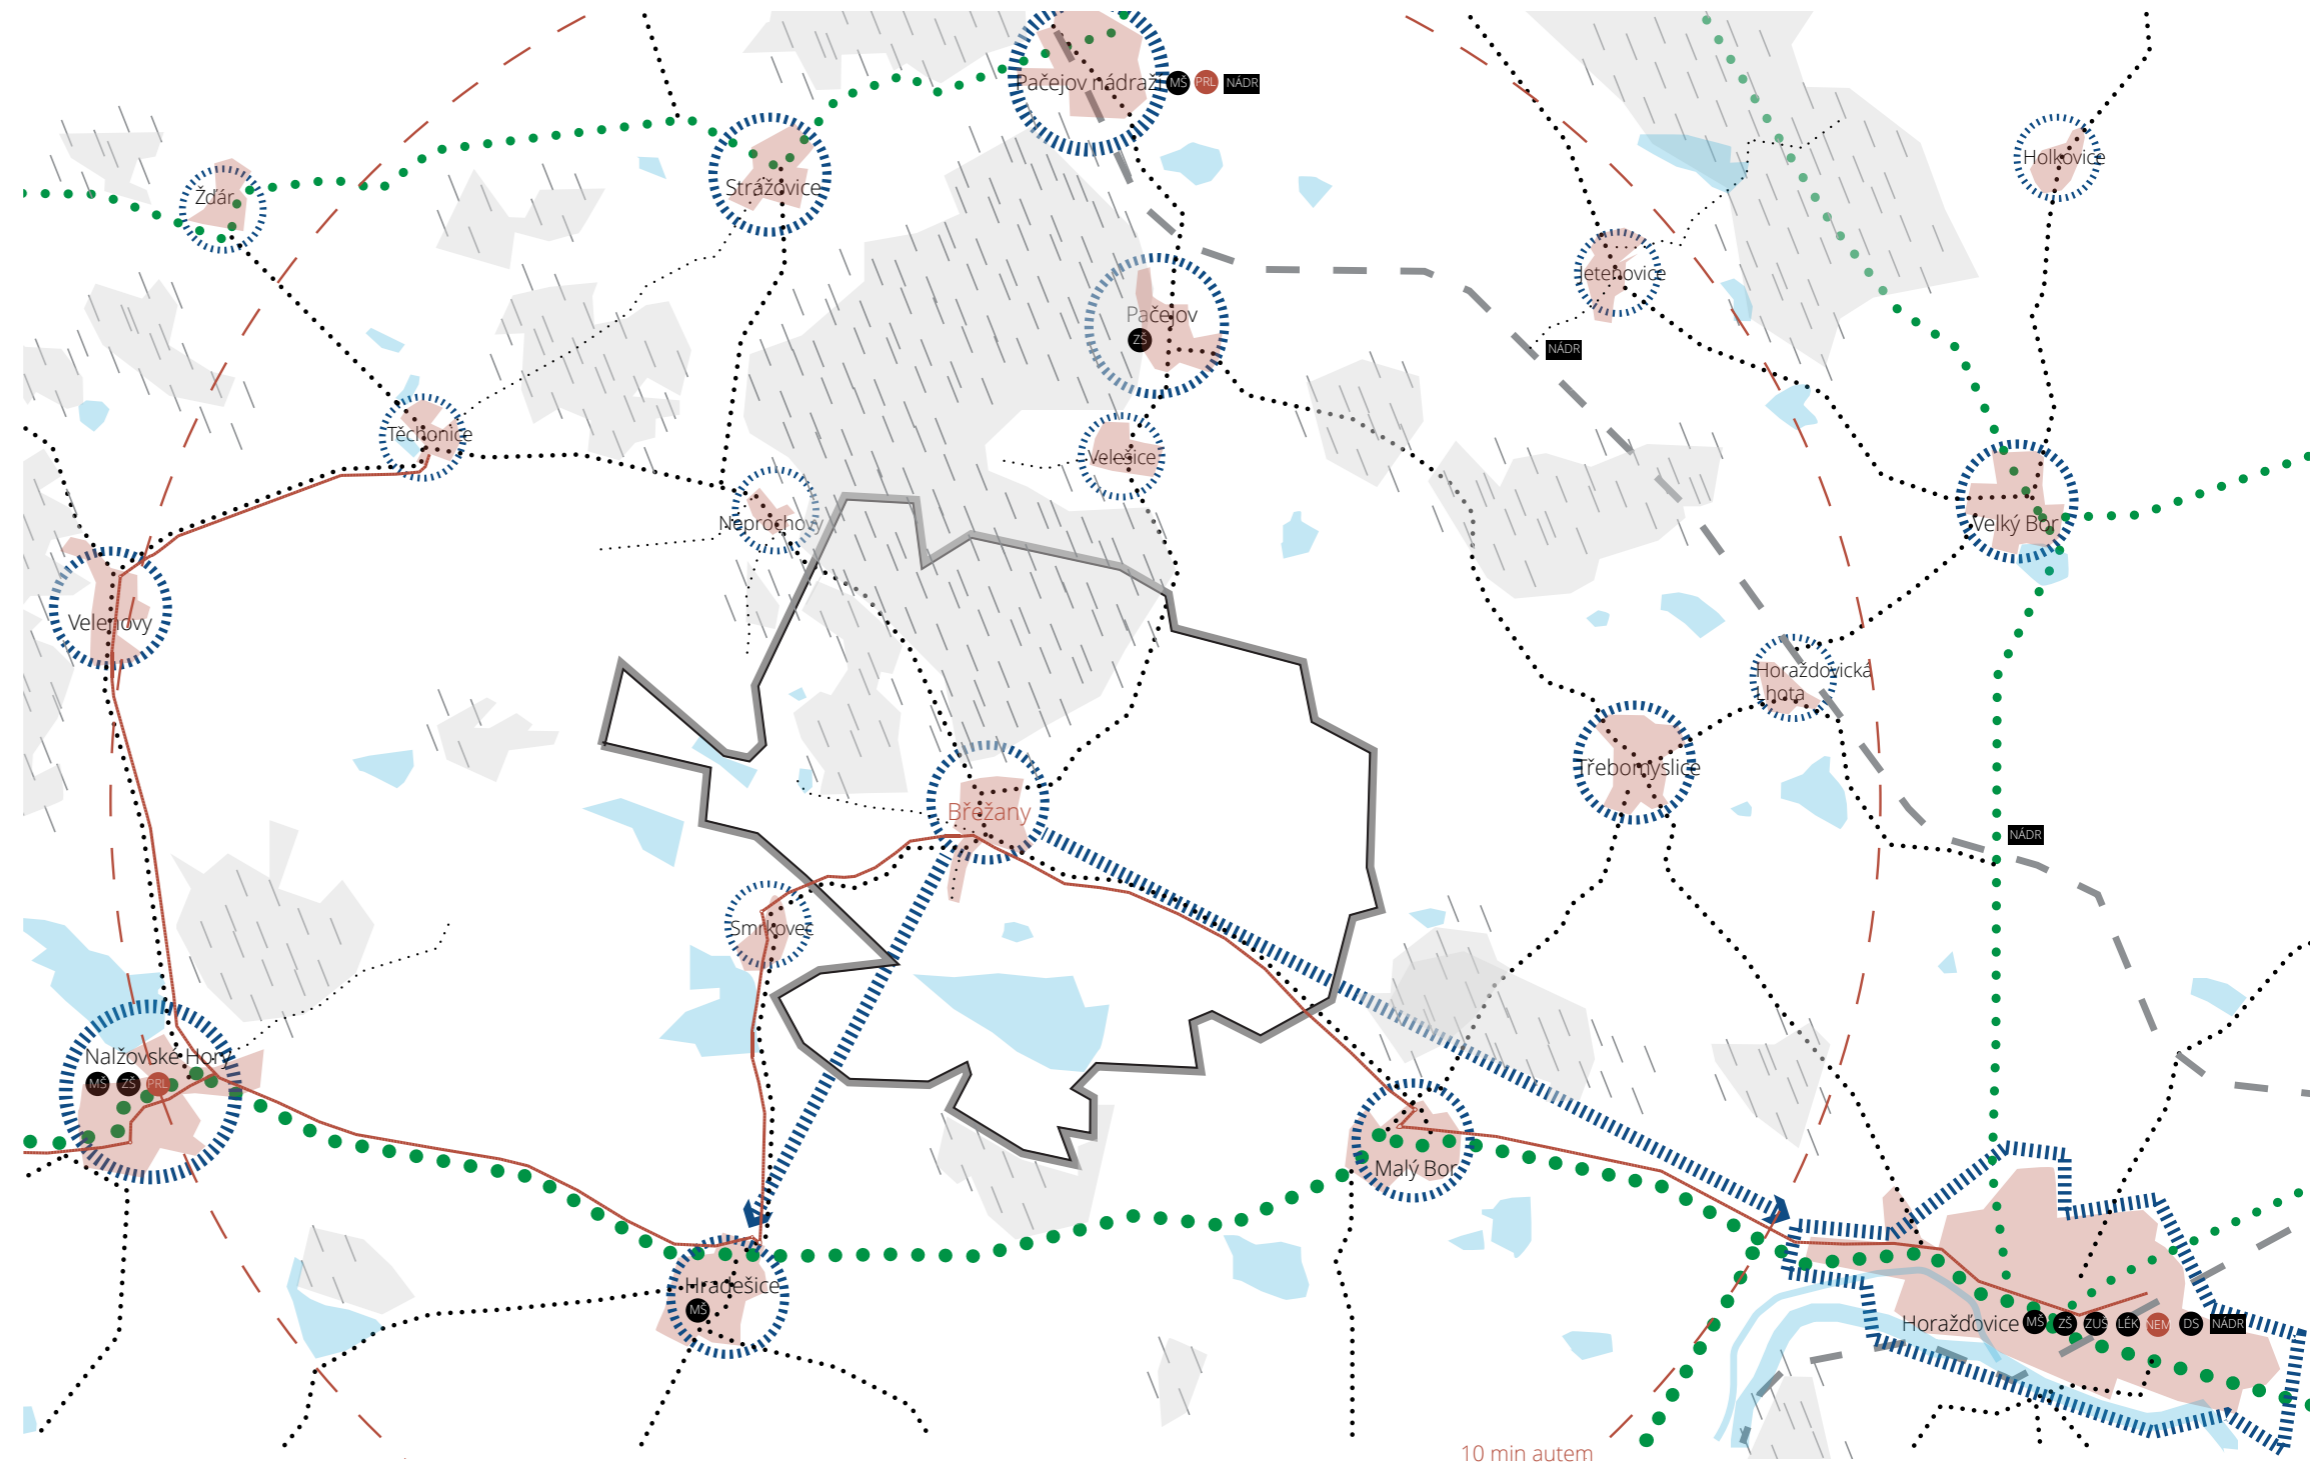 Pačejov nádraží MŠ PRL NÁDR
Holkovice
Žďár
Strážovice
Jetenovice
Pačejov
ZŠ
NÁDR
Těchonice
Velešice
Neprochovy
Velký Bor
Velenovy
Horažďovická
Lhota
Třebomyslice
Břežany
NÁDR
Smrkovec
Nalžovské Hory
MŠ ZŠ PRL
Malý Bor
Hradešice
MŠ
Horažďovice MŠ ZŠ ZUŠ LÉK NEM DS NÁDR
10 min autem